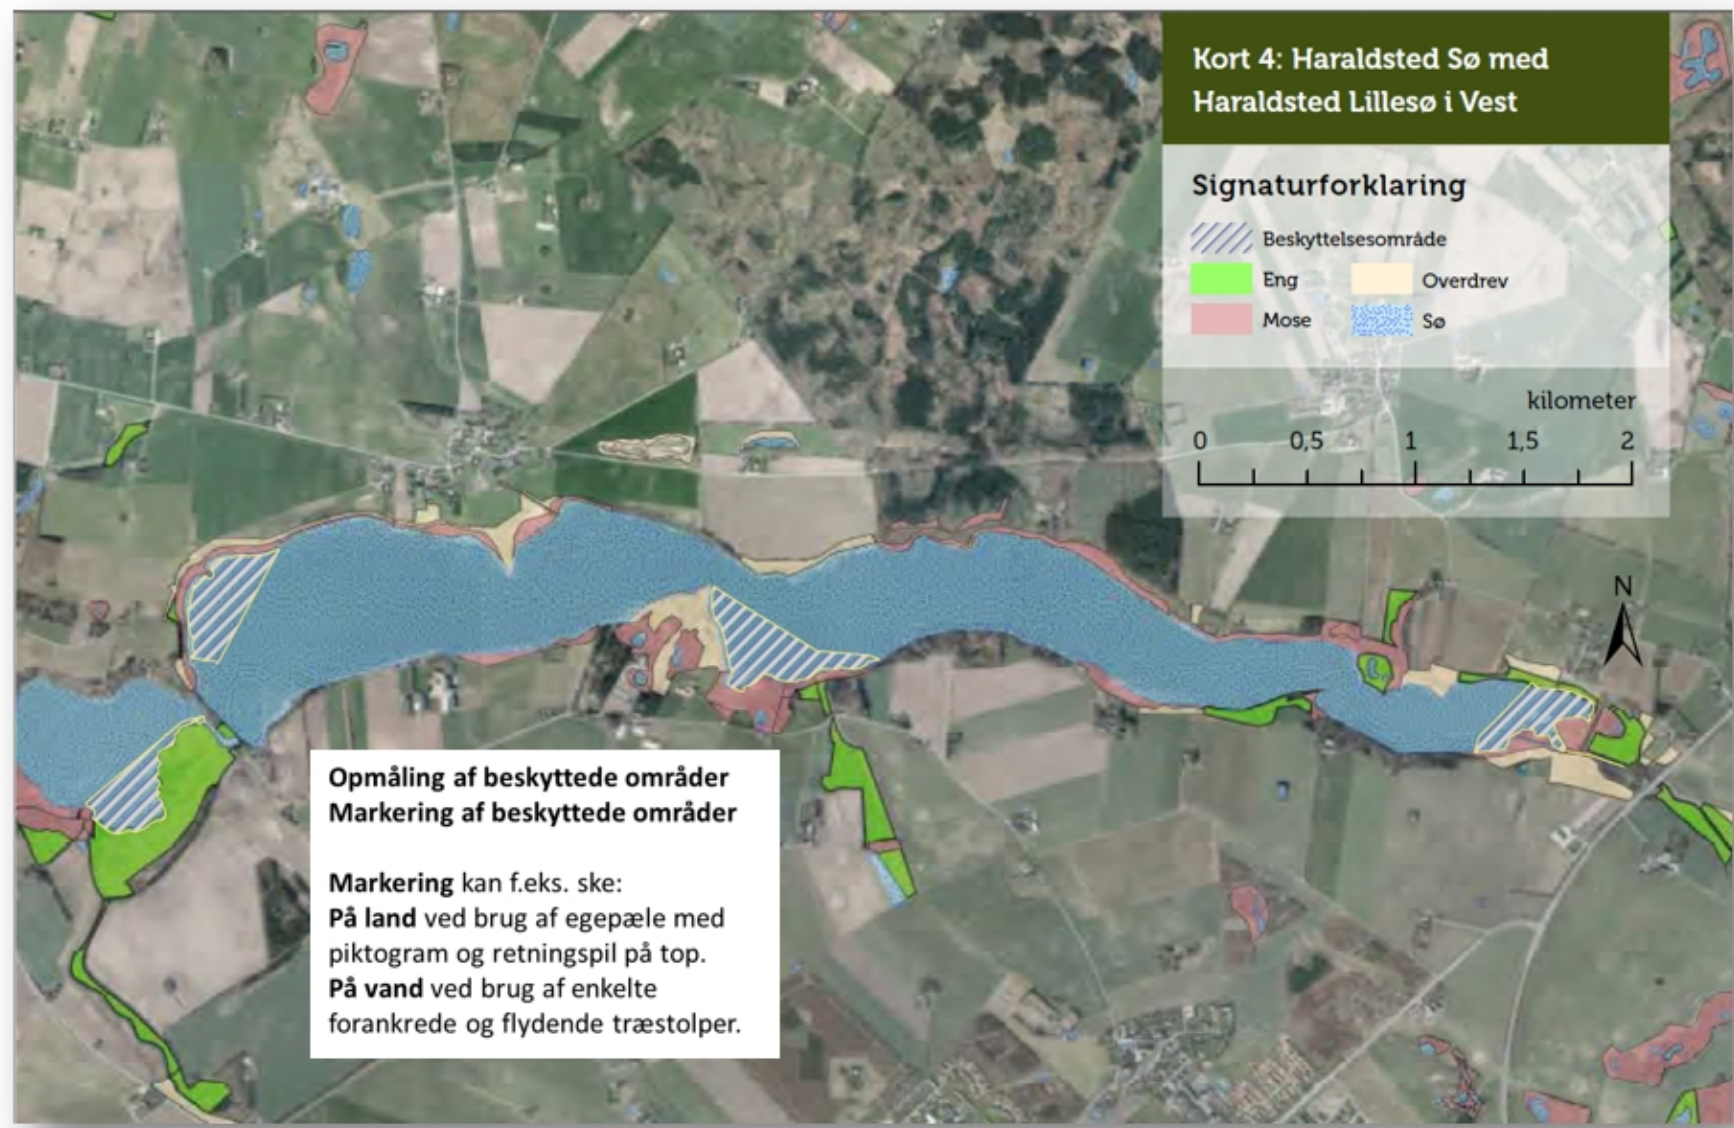 Kort 4: Haraldsted Sø med
Haraldsted Lillesø i Vest
Signaturforklaring
Beskyttelsesområde
Eng
Overdrev
Mose
Sø
kilometer
0 0,5 1 1,5 2
N
Opmåling af beskyttede områder
Markering af beskyttede områder
Markering kan f.eks. ske:
På land ved brug af egepæle med
piktogram og retningspil på top.
På vand ved brug af enkelte
forankrede og flydende træstolper.